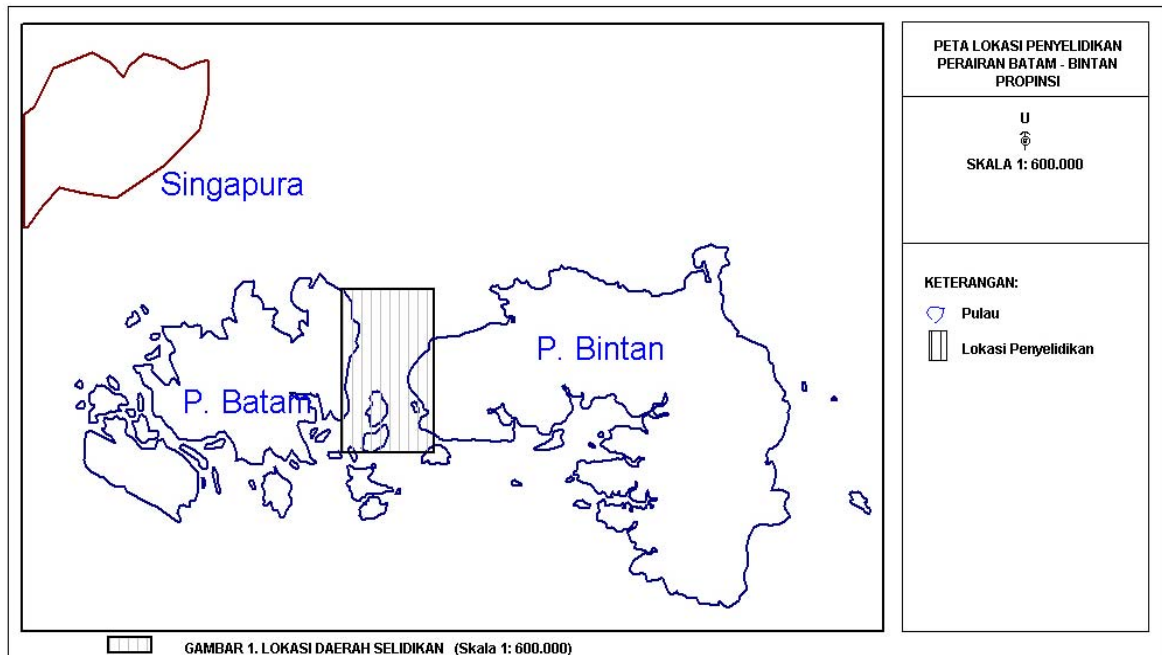 PETA LOKASI PENYELIDIKAN
PERAIRAN BATAM - BINTAN
PROPINSI
U
SKALA 1: 600.000
KETERANGAN:
Pulau
Lokasi Penyelidikan
Singapura
P. Batam
P. Bintan
GAMBAR 1. LOKASI DAERAH SELIDIKAN (Skala 1: 600.000)